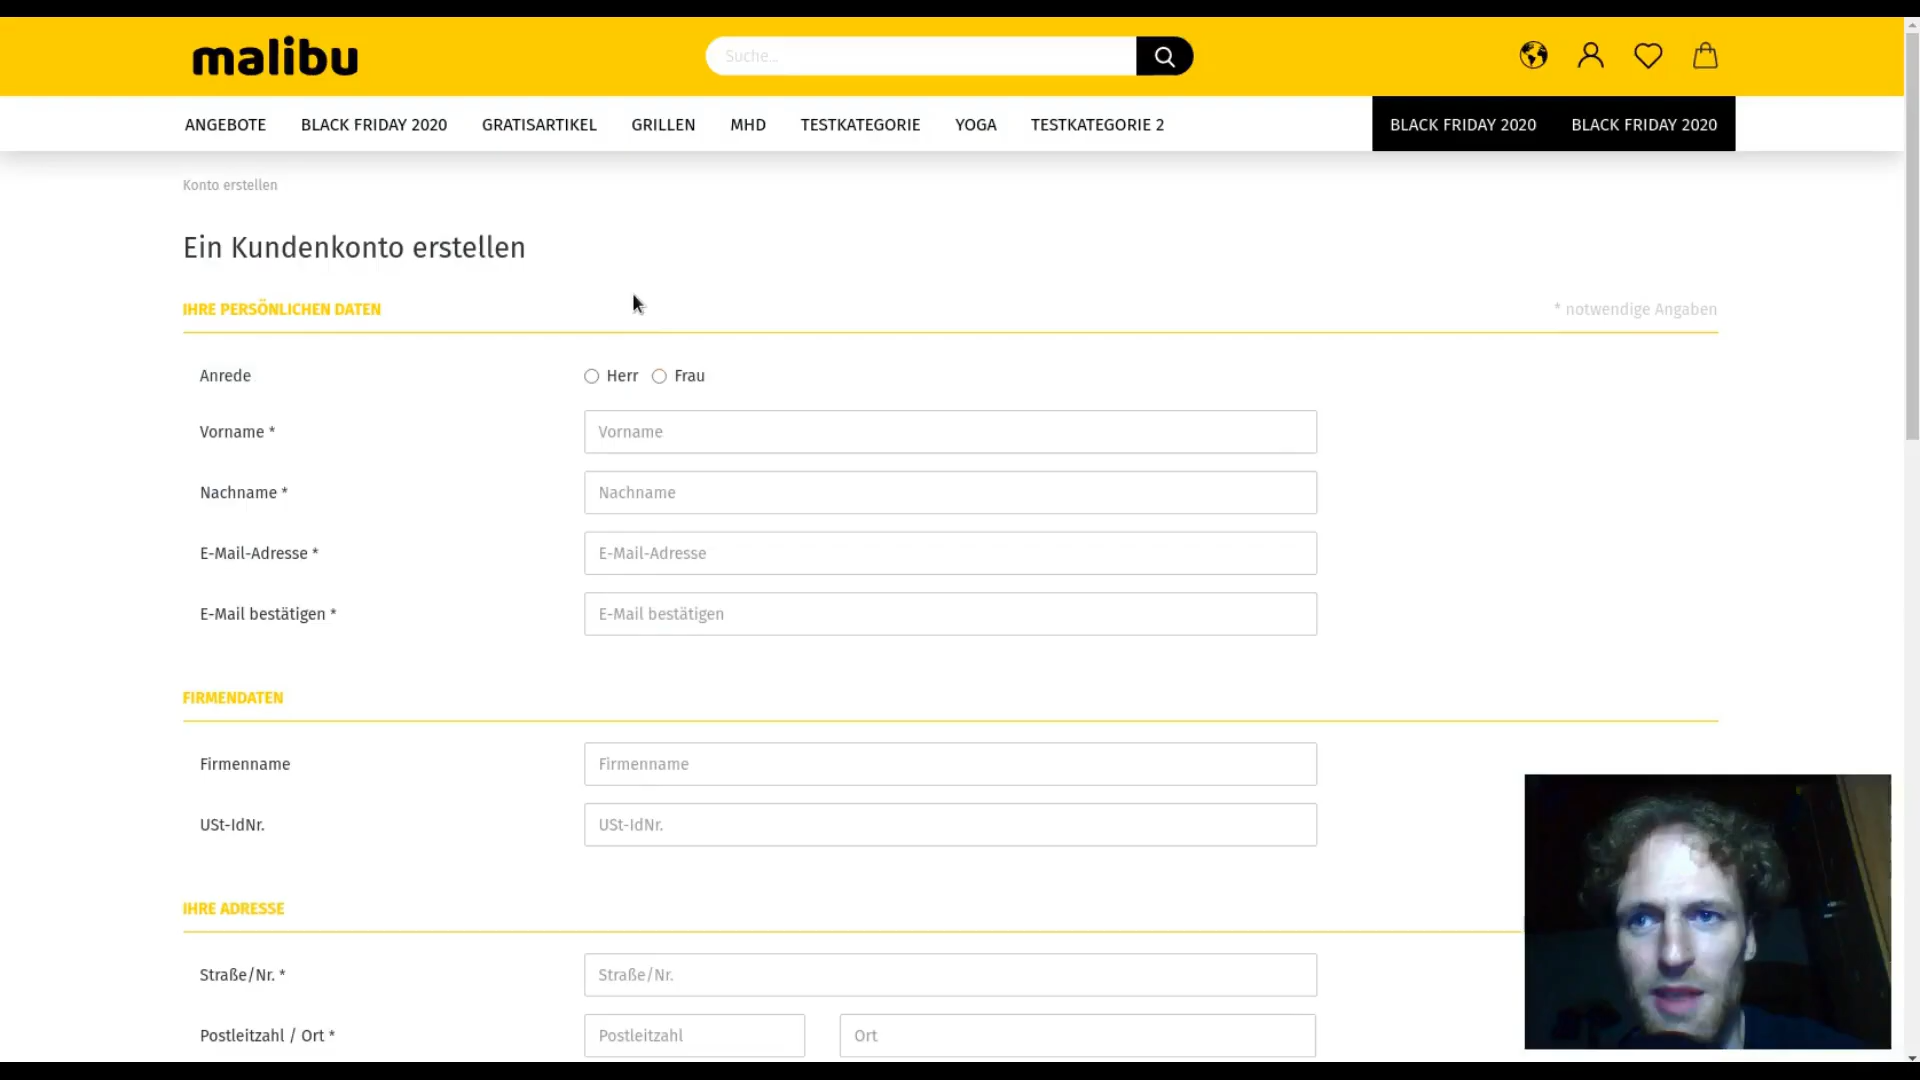 malibu
Suche...
ANGEBOTE BLACK FRIDAY 2020 GRATISARTIKEL GRILLEN MHD TESTKATEGORIE YOGA TESTKATEGORIE 2 BLACK FRIDAY 2020 BLACK FRIDAY 2020
Konto erstellen
Ein Kundenkonto erstellen
IHRE PERSÖNLICHEN DATEN * notwendige Angaben
Anrede Herr Frau
Vorname * Vorname
Nachname * Nachname
E-Mail-Adresse * E-Mail-Adresse
E-Mail bestätigen * E-Mail bestätigen
FIRMENDATEN
Firmenname Firmenname
USt-IdNr. USt-IdNr.
IHRE ADRESSE
Straße/Nr. * Straße/Nr.
Postleitzahl / Ort * Postleitzahl Ort